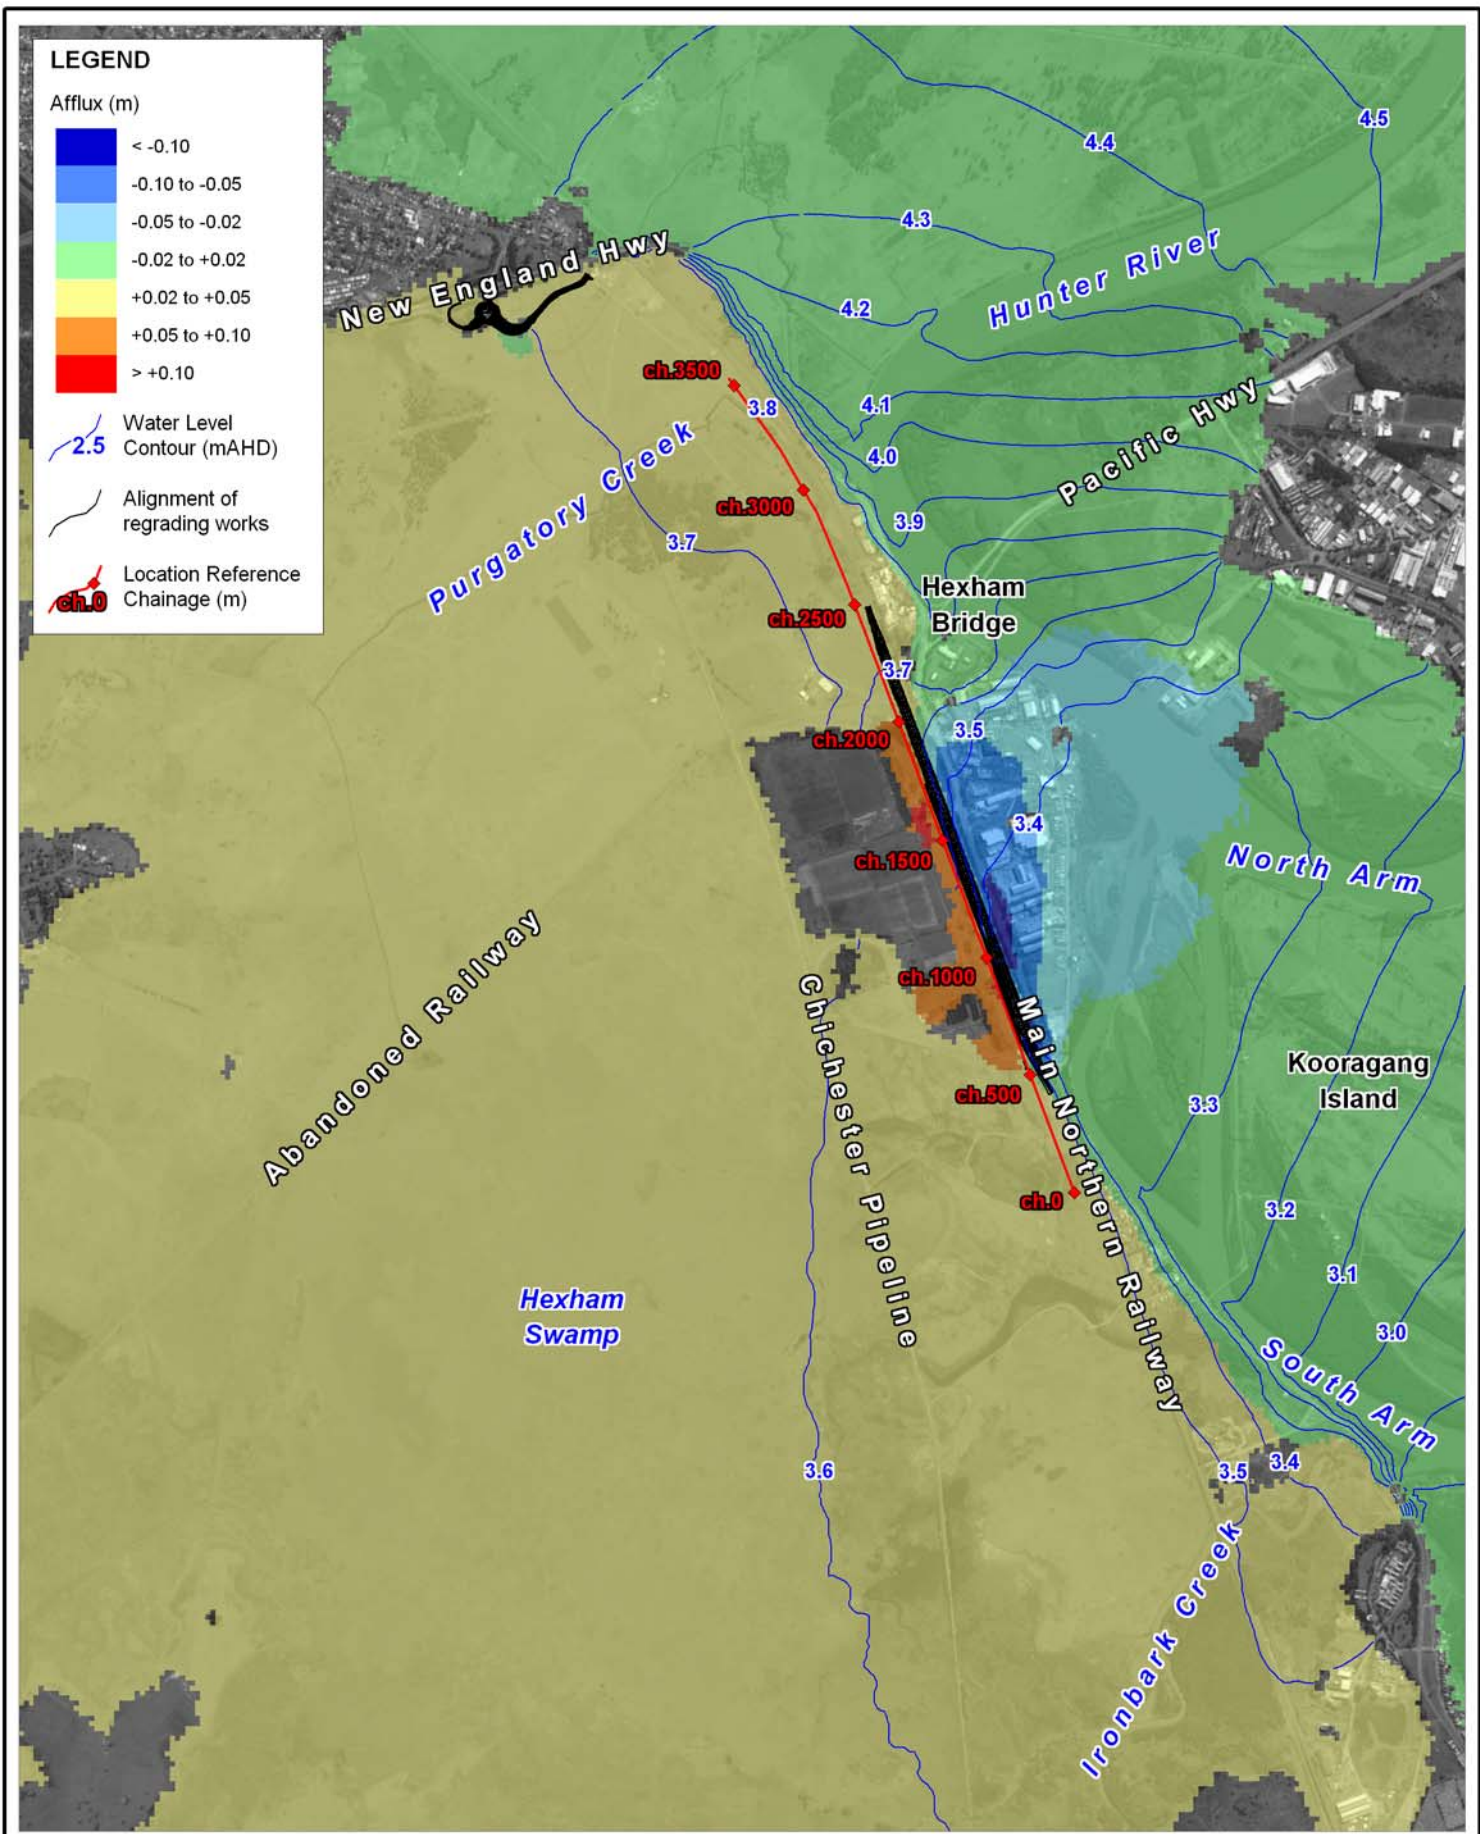 LEGEND
Afflux (m)
< -0.10
-0.10 to -0.05
-0.05 to -0.02
-0.02 to +0.02
+0.02 to +0.05
+0.05 to +0.10
> +0.10
2.5
Water Level
Contour (mAHD)
Alignment of
regrading works
ch.0
Location Reference
Chainage (m)
4.5
4.4
4.3
New England Hwy
Hunter River
4.2
ch.3500
3.8
4.1
Pacific Hwy
4.0
Purgatory Creek
ch.3000
3.9
3.7
Hexham
Bridge
ch.2500
3.7
3.5
ch.2000
3.4
ch.1500
North Arm
ch.1000
Abandoned Railway
Chichester Pipeline
Main Northern Railway
Kooragang
Island
ch.500
3.3
ch.0
3.2
3.1
Hexham
Swamp
3.0
South Arm
3.6
3.5
3.4
Ironbark Creek